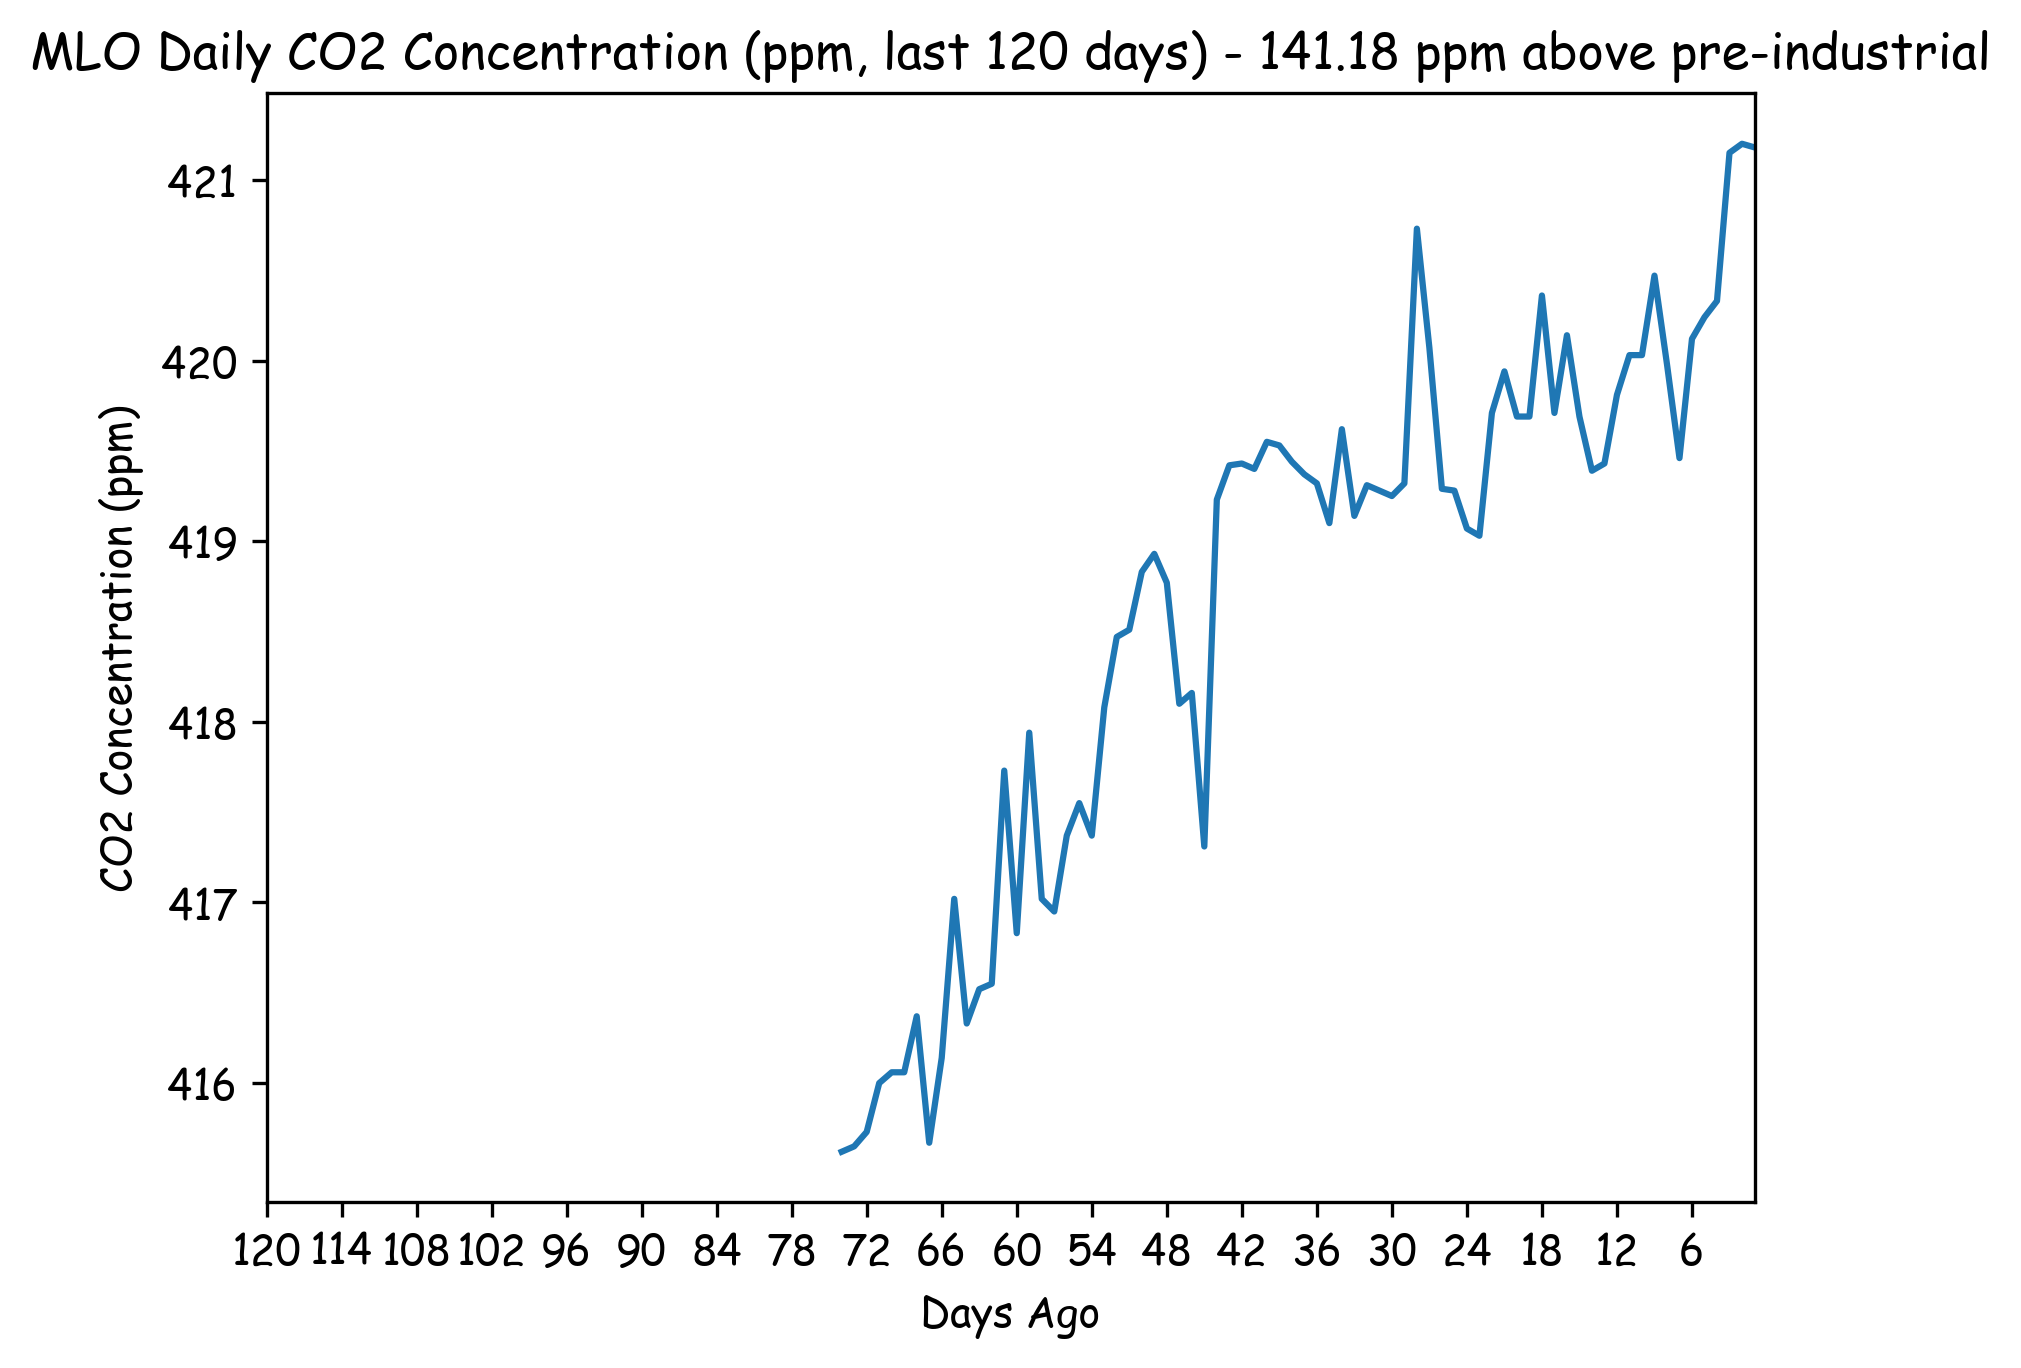 MLO Daily CO2 Concentration (ppm, last 120 days) - 141.18 ppm above pre-industrial
421
420
419
418
417
416
CO2 Concentration (ppm)
120 114 108 102 96 90 84 78 72 66 60 54 48 42 36 30 24 18 12 6
Days Ago